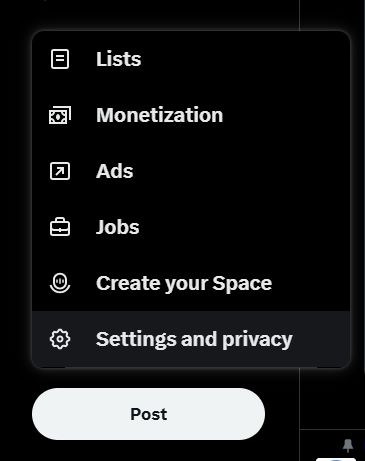 Lists
Monetization
Ads
Jobs
Create your Space
Settings and privacy
Post